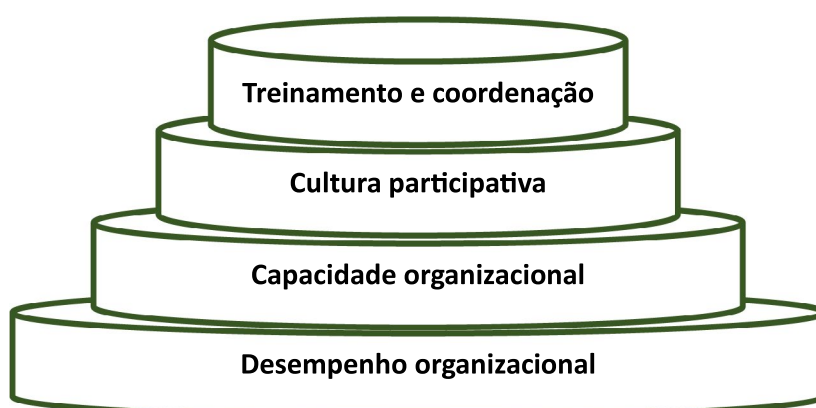 Treinamento e coordenação
Cultura participativa
Capacidade organizacional
Desempenho organizacional